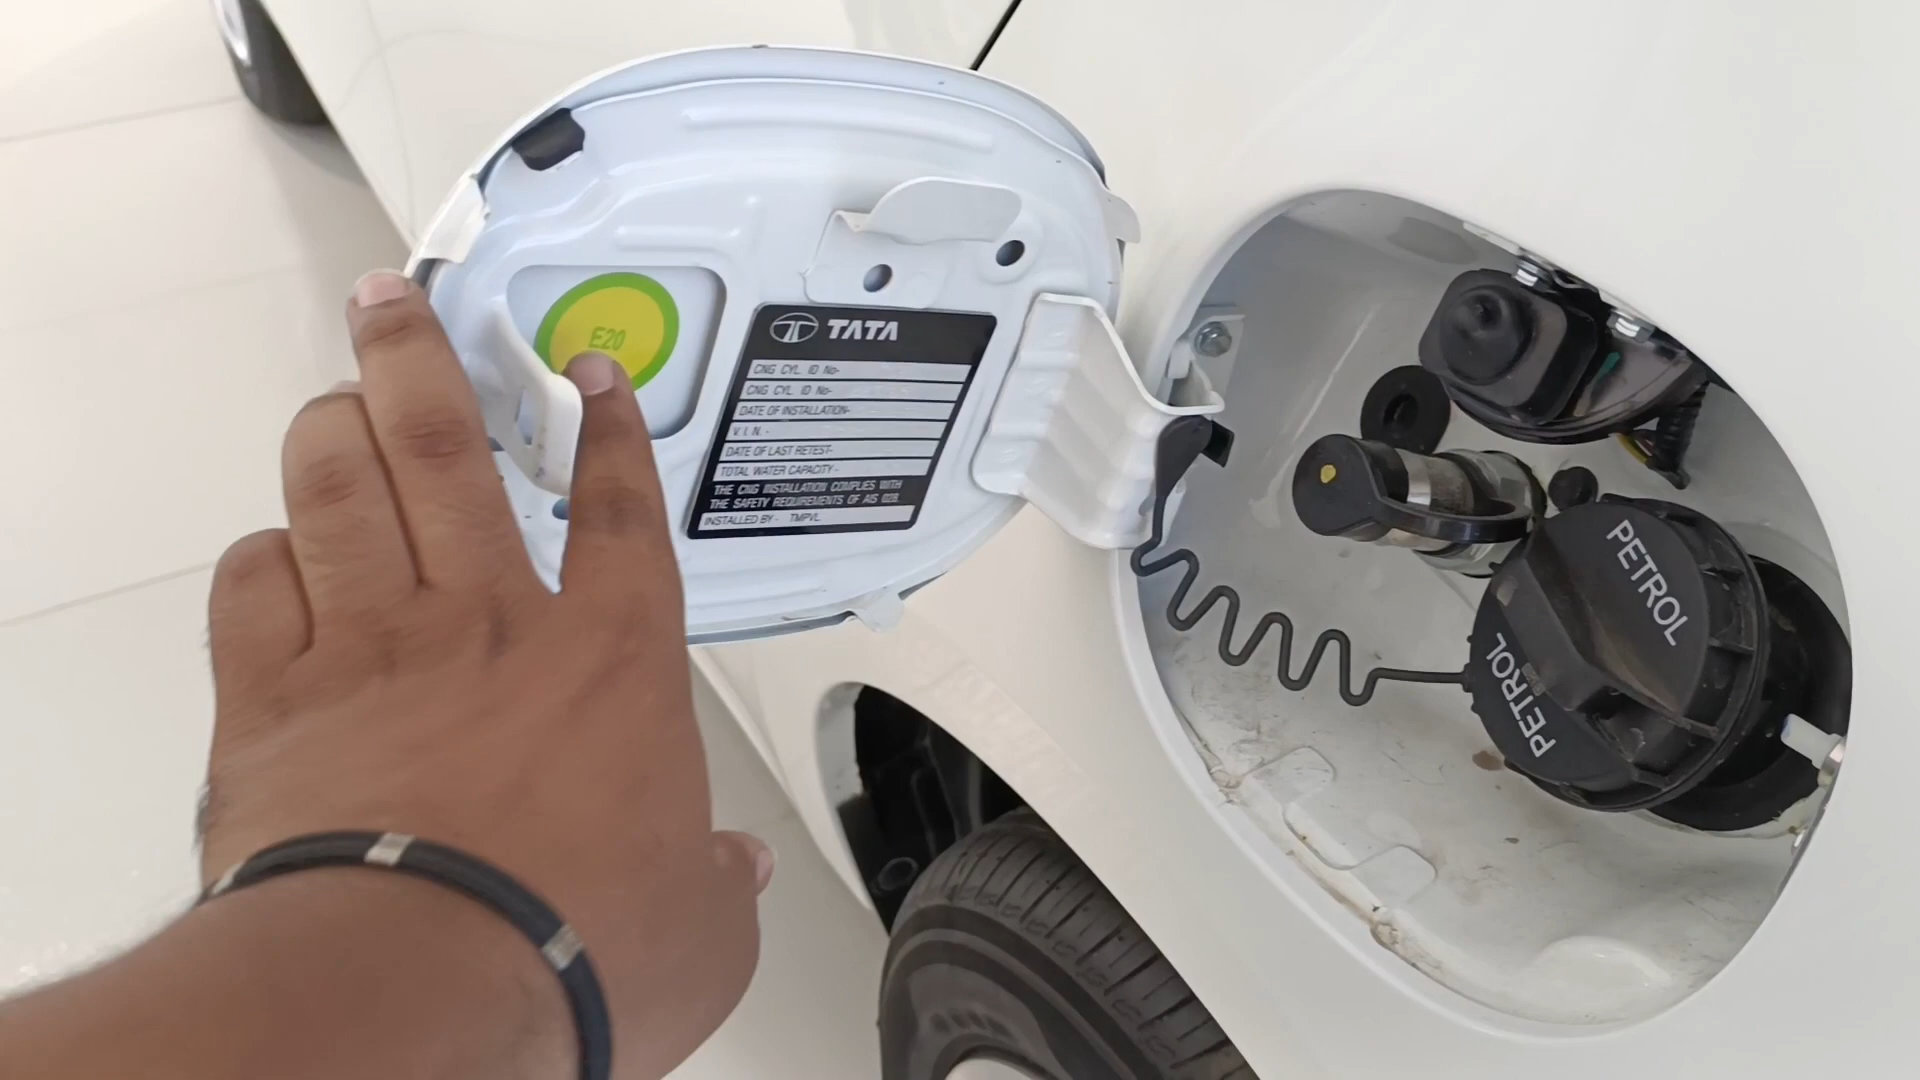 E20
TATA
CNG CYL. ID No-
CNG CYL. ID No-
DATE OF INSTALLATION-
V.I.N. -
DATE OF LAST RETEST-
TOTAL WATER CAPACITY -
THE CNG INSTALLATION COMPLIES WITH
THE SAFETY REQUIREMENTS OF AIS 028.
INSTALLED BY - TMPVL
PETROL
PETROL